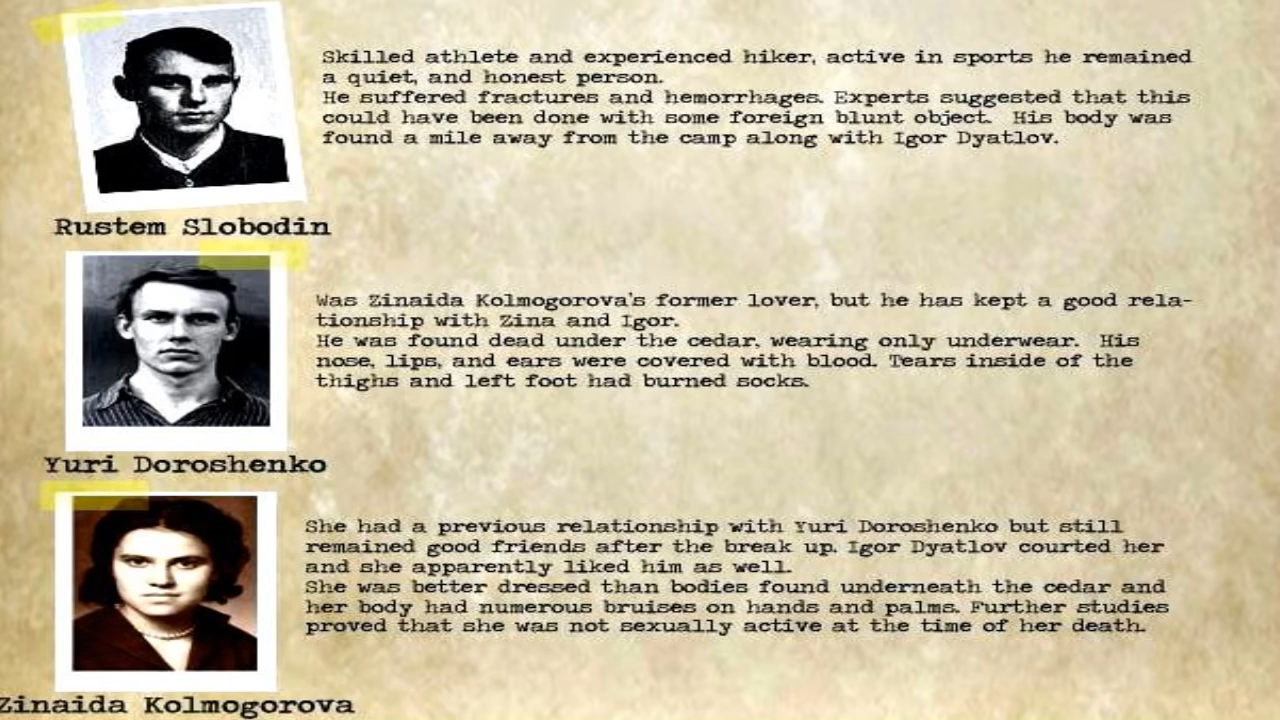 Skilled athlete and experienced hiker, active in sports he remained
a quiet, and honest person.
He suffered fractures and hemorrhages. Experts suggested that this
could have been done with some foreign blunt object. His body was
found a mile away from the camp along with Igor Dyatlov.
Rustem Slobodin
Was Zinaida Kolmogorova's former lover, but he has kept a good rela-
tionship with Zina and Igor.
He was found dead under the cedar, wearing only underwear. His
nose, lips, and ears were covered with blood. Tears inside of the
thighs and left foot had burned socks.
Yuri Doroshenko
She had a previous relationship with Yuri Doroshenko but still
remained good friends after the break up. Igor Dyatlov courted her
and she apparently liked him as well.
She was better dressed than bodies found underneath the cedar and
her body had numerous bruises on hands and palms. Further studies
proved that she was not sexually active at the time of her death.
Zinaida Kolmogorova